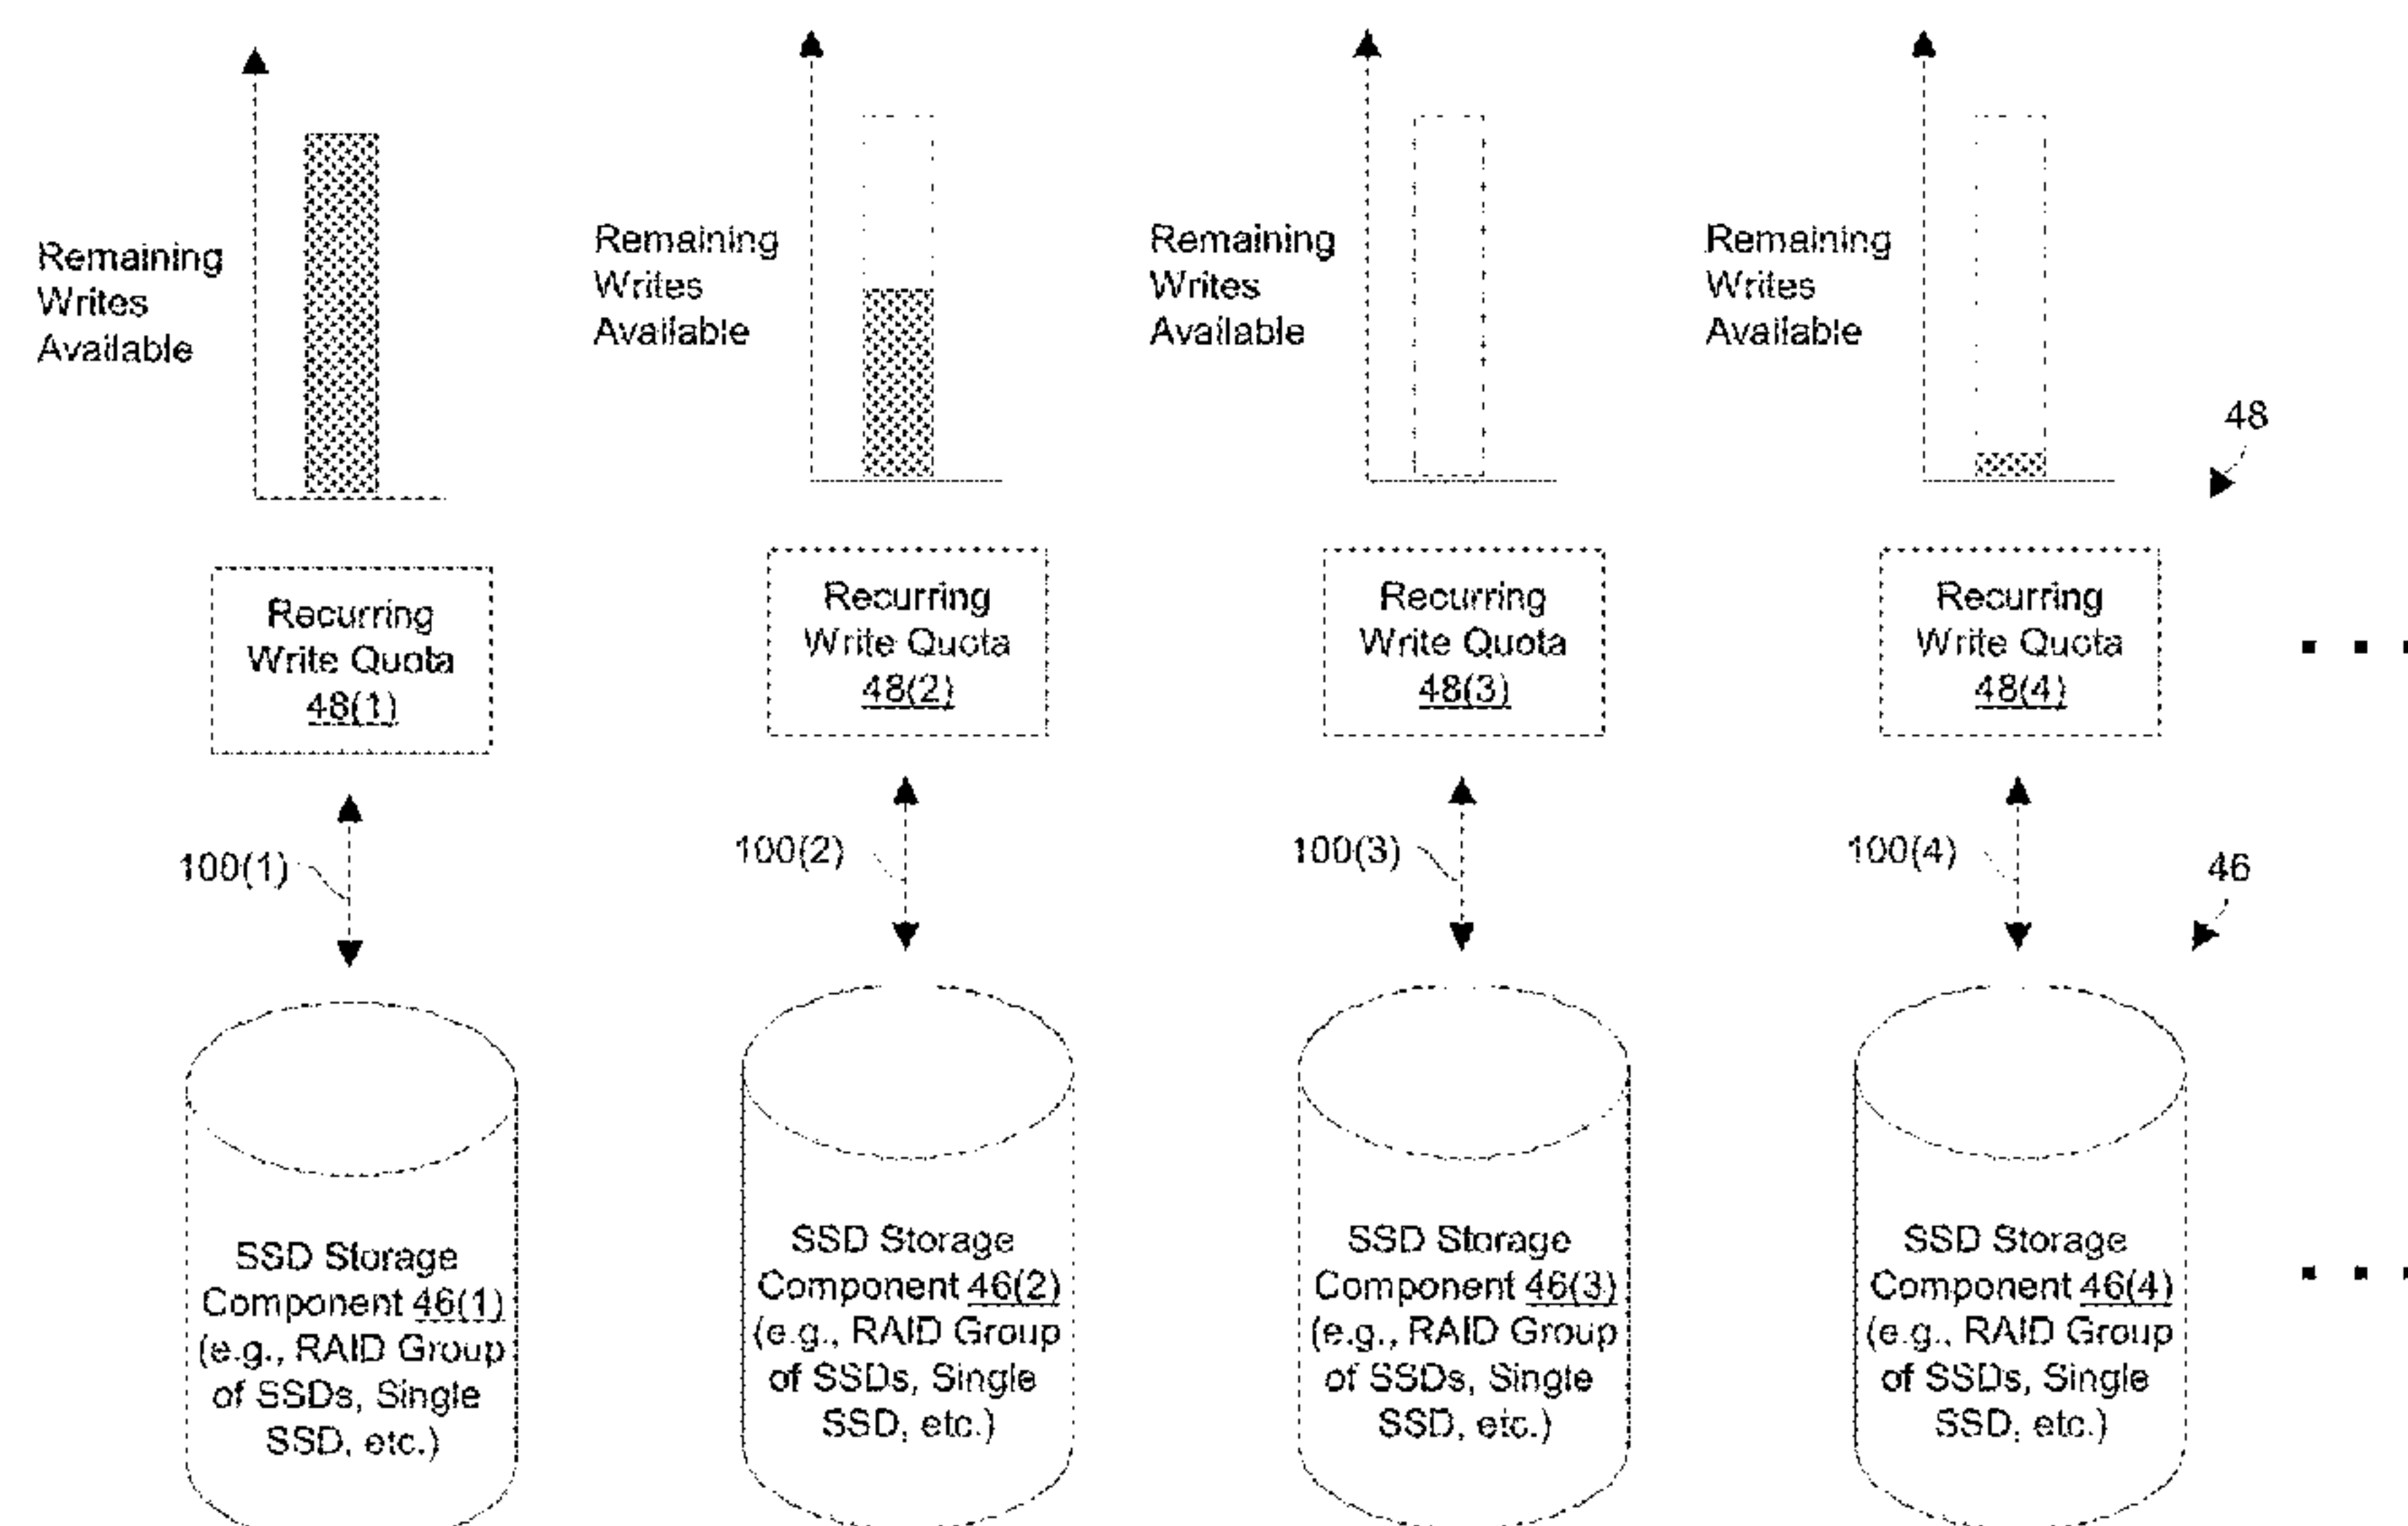 Remaining
Writes
Available
Remaining
Writes
Available
Remaining
Writes
Available
Remaining
Writes
Available
48
Recurring
Write Quota
48(1)
Recurring
Write Quota
48(2)
Recurring
Write Quota
48(3)
Recurring
Write Quota
48(4)
100(1)
100(2)
100(3)
100(4)
46
SSD Storage
Component 46(1)
(e.g., RAID Group
of SSDs, Single
SSD, etc.)
SSD Storage
Component 46(2)
(e.g., RAID Group
of SSDs, Single
SSD, etc.)
SSD Storage
Component 46(3)
(e.g., RAID Group
of SSDs, Single
SSD, etc.)
SSD Storage
Component 46(4)
(e.g., RAID Group
of SSDs, Single
SSD, etc.)